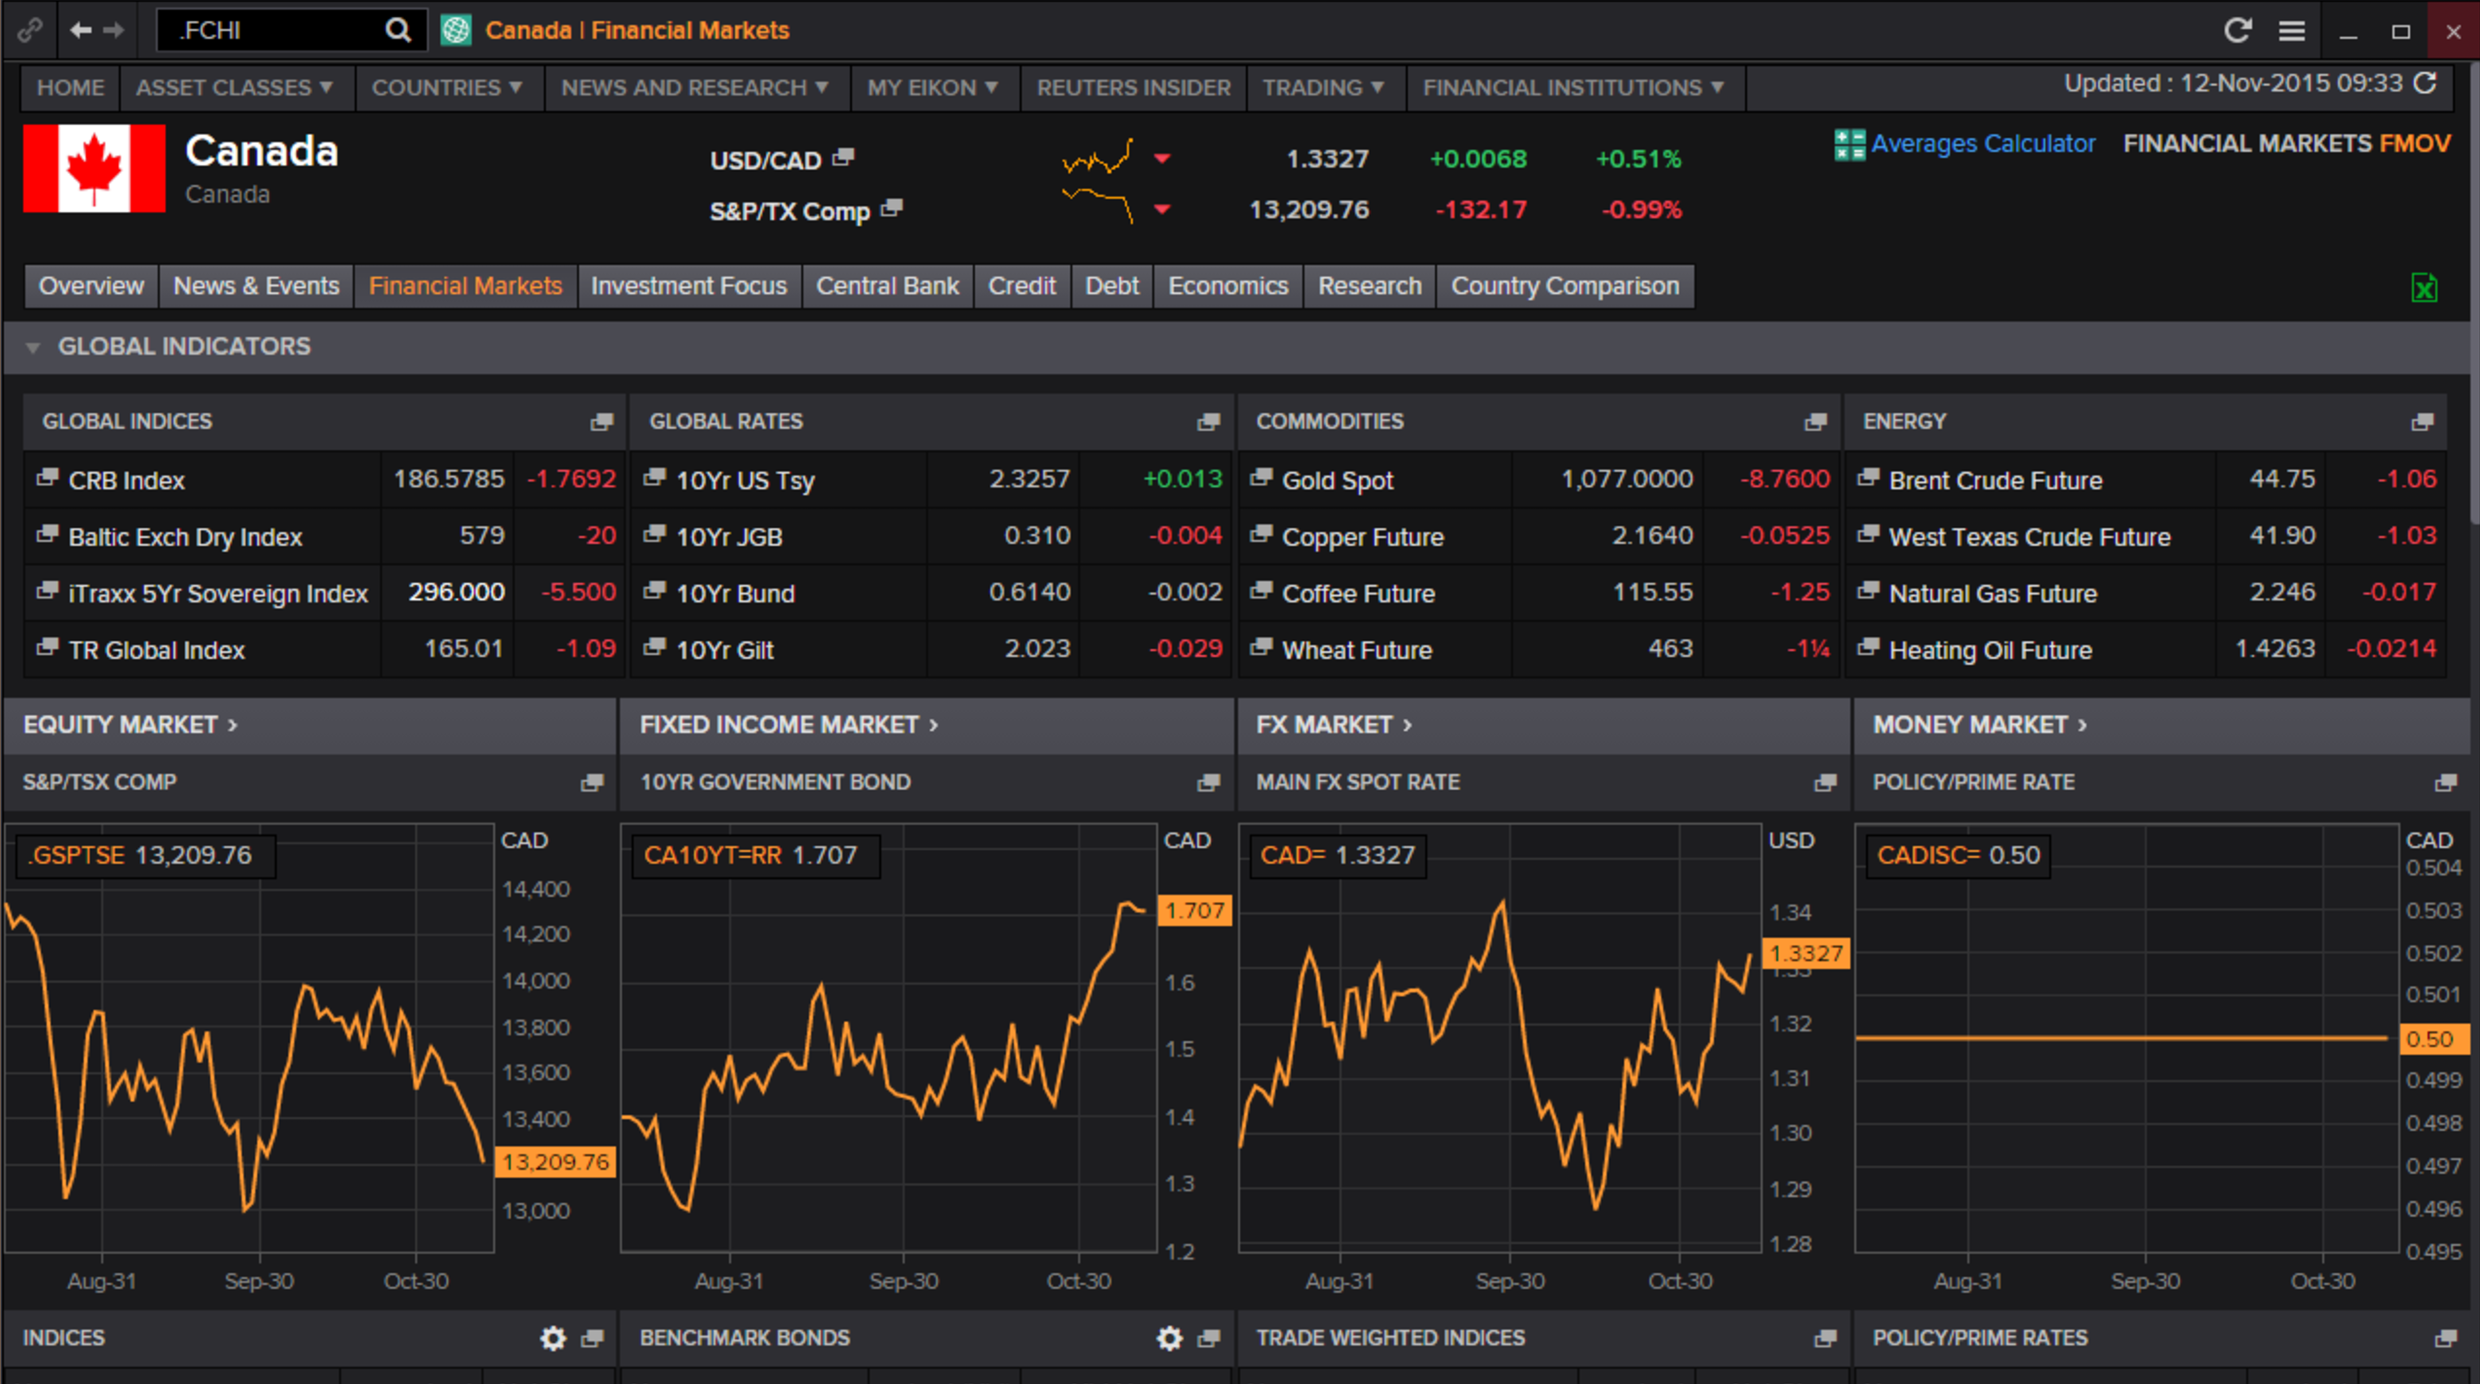 .FCHI
Canada | Financial Markets
HOME ASSET CLASSES ▼ COUNTRIES ▼ NEWS AND RESEARCH ▼ MY EIKON ▼ REUTERS INSIDER TRADING ▼ FINANCIAL INSTITUTIONS ▼ Updated : 12-Nov-2015 09:33
Canada
Canada
USD/CAD 1.3327 +0.0068 +0.51%
S&P/TX Comp 13,209.76 -132.17 -0.99%
Averages Calculator FINANCIAL MARKETS FMOV
Overview News & Events Financial Markets Investment Focus Central Bank Credit Debt Economics Research Country Comparison
GLOBAL INDICATORS
GLOBAL INDICES
CRB Index 186.5785 -1.7692
Baltic Exch Dry Index 579 -20
iTraxx 5Yr Sovereign Index 296.000 -5.500
TR Global Index 165.01 -1.09
GLOBAL RATES
10Yr US Tsy 2.3257 +0.013
10Yr JGB 0.310 -0.004
10Yr Bund 0.6140 -0.002
10Yr Gilt 2.023 -0.029
COMMODITIES
Gold Spot 1,077.0000 -8.7600
Copper Future 2.1640 -0.0525
Coffee Future 115.55 -1.25
Wheat Future 463 -1¼
ENERGY
Brent Crude Future 44.75 -1.06
West Texas Crude Future 41.90 -1.03
Natural Gas Future 2.246 -0.017
Heating Oil Future 1.4263 -0.0214
EQUITY MARKET ›
S&P/TSX COMP
.GSPTSE 13,209.76
CAD
14,400
14,200
14,000
13,800
13,600
13,400
13,209.76
13,000
Aug-31 Sep-30 Oct-30
INDICES
FIXED INCOME MARKET ›
10YR GOVERNMENT BOND
CA10YT=RR 1.707
CAD
1.707
1.6
1.5
1.4
1.3
1.2
Aug-31 Sep-30 Oct-30
BENCHMARK BONDS
FX MARKET ›
MAIN FX SPOT RATE
CAD= 1.3327
USD
1.34
1.3327
1.33
1.32
1.31
1.30
1.29
1.28
Aug-31 Sep-30 Oct-30
TRADE WEIGHTED INDICES
MONEY MARKET ›
POLICY/PRIME RATE
CADISC= 0.50
CAD
0.504
0.503
0.502
0.501
0.50
0.499
0.498
0.497
0.496
0.495
Aug-31 Sep-30 Oct-30
POLICY/PRIME RATES